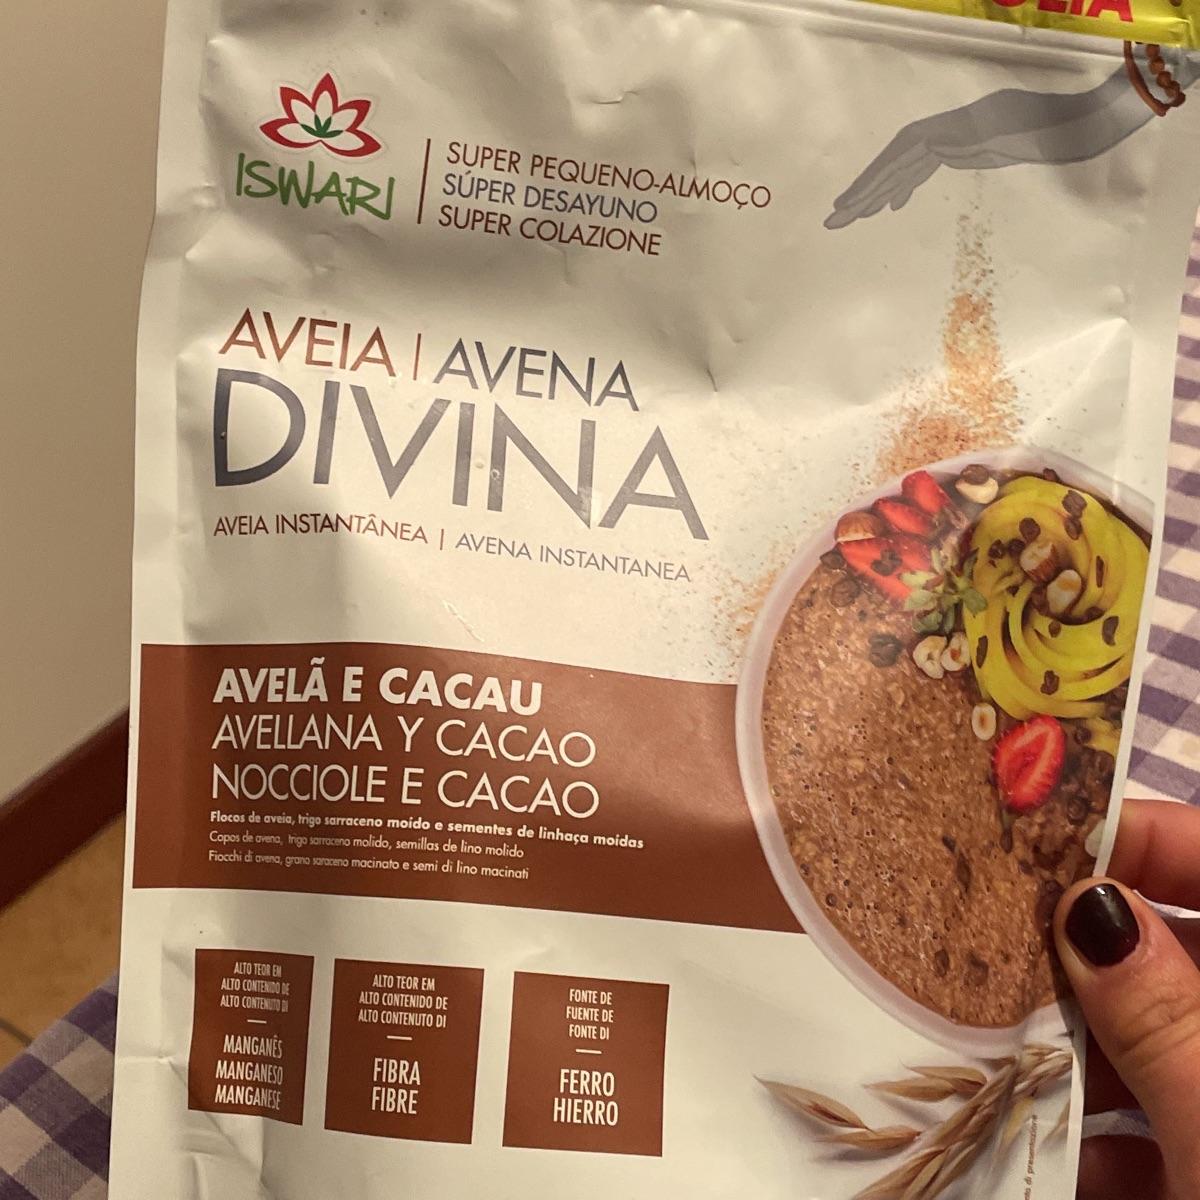 ISWARI
SUPER PEQUENO-ALMOÇO
SÚPER DESAYUNO
SUPER COLAZIONE
AVEIA | AVENA
DIVINA
AVEIA INSTANTÂNEA | AVENA INSTANTANEA
AVELÃ E CACAU
AVELLANA Y CACAO
NOCCIOLE E CACAO
Flocos de aveia, trigo sarraceno moído e sementes de linhaça moídas
Copos de avena, trigo sarraceno molido, semillas de lino molido
Fiocchi di avena, grano saraceno macinato e semi di lino macinati
ALTO TEOR EM
ALTO CONTENIDO DE
ALTO CONTENUTO DI
MANGANÊS
MANGANESO
MANGANESE
ALTO TEOR EM
ALTO CONTENIDO DE
ALTO CONTENUTO DI
FIBRA
FIBRE
FONTE DE
FUENTE DE
FONTE DI
FERRO
HIERRO